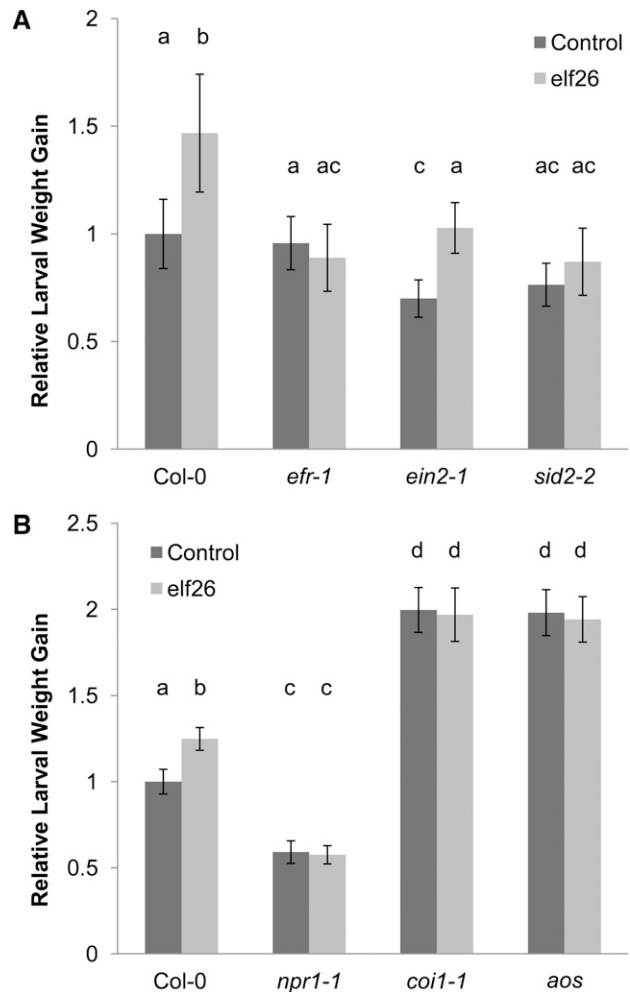 A
2
a b
Control
elf26
1.5
a ac c a ac ac
1
0.5
0
Relative Larval Weight Gain
Col-0 efr-1 ein2-1 sid2-2
B
2.5
Control
elf26
d d d d
2
1.5
a b c c
1
0.5
0
Relative Larval Weight Gain
Col-0 npr1-1 coi1-1 aos